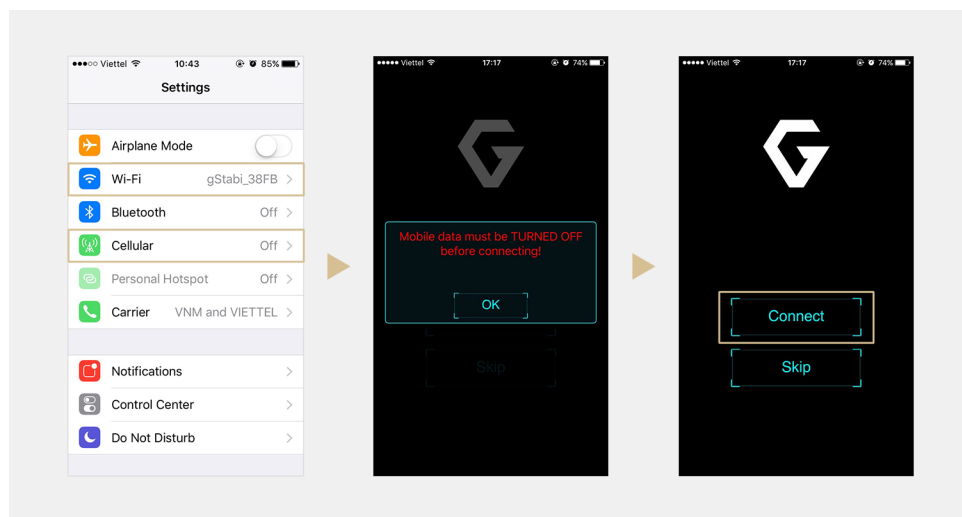 Viettel 10:43 85%
Settings
Airplane Mode
Wi-Fi gStabi_38FB
Bluetooth Off
Cellular Off
Personal Hotspot Off
Carrier VNM and VIETTEL
Notifications
Control Center
Do Not Disturb
Viettel 17:17 74%
Mobile data must be TURNED OFF
before connecting!
OK
Skip
Viettel 17:17 74%
Connect
Skip